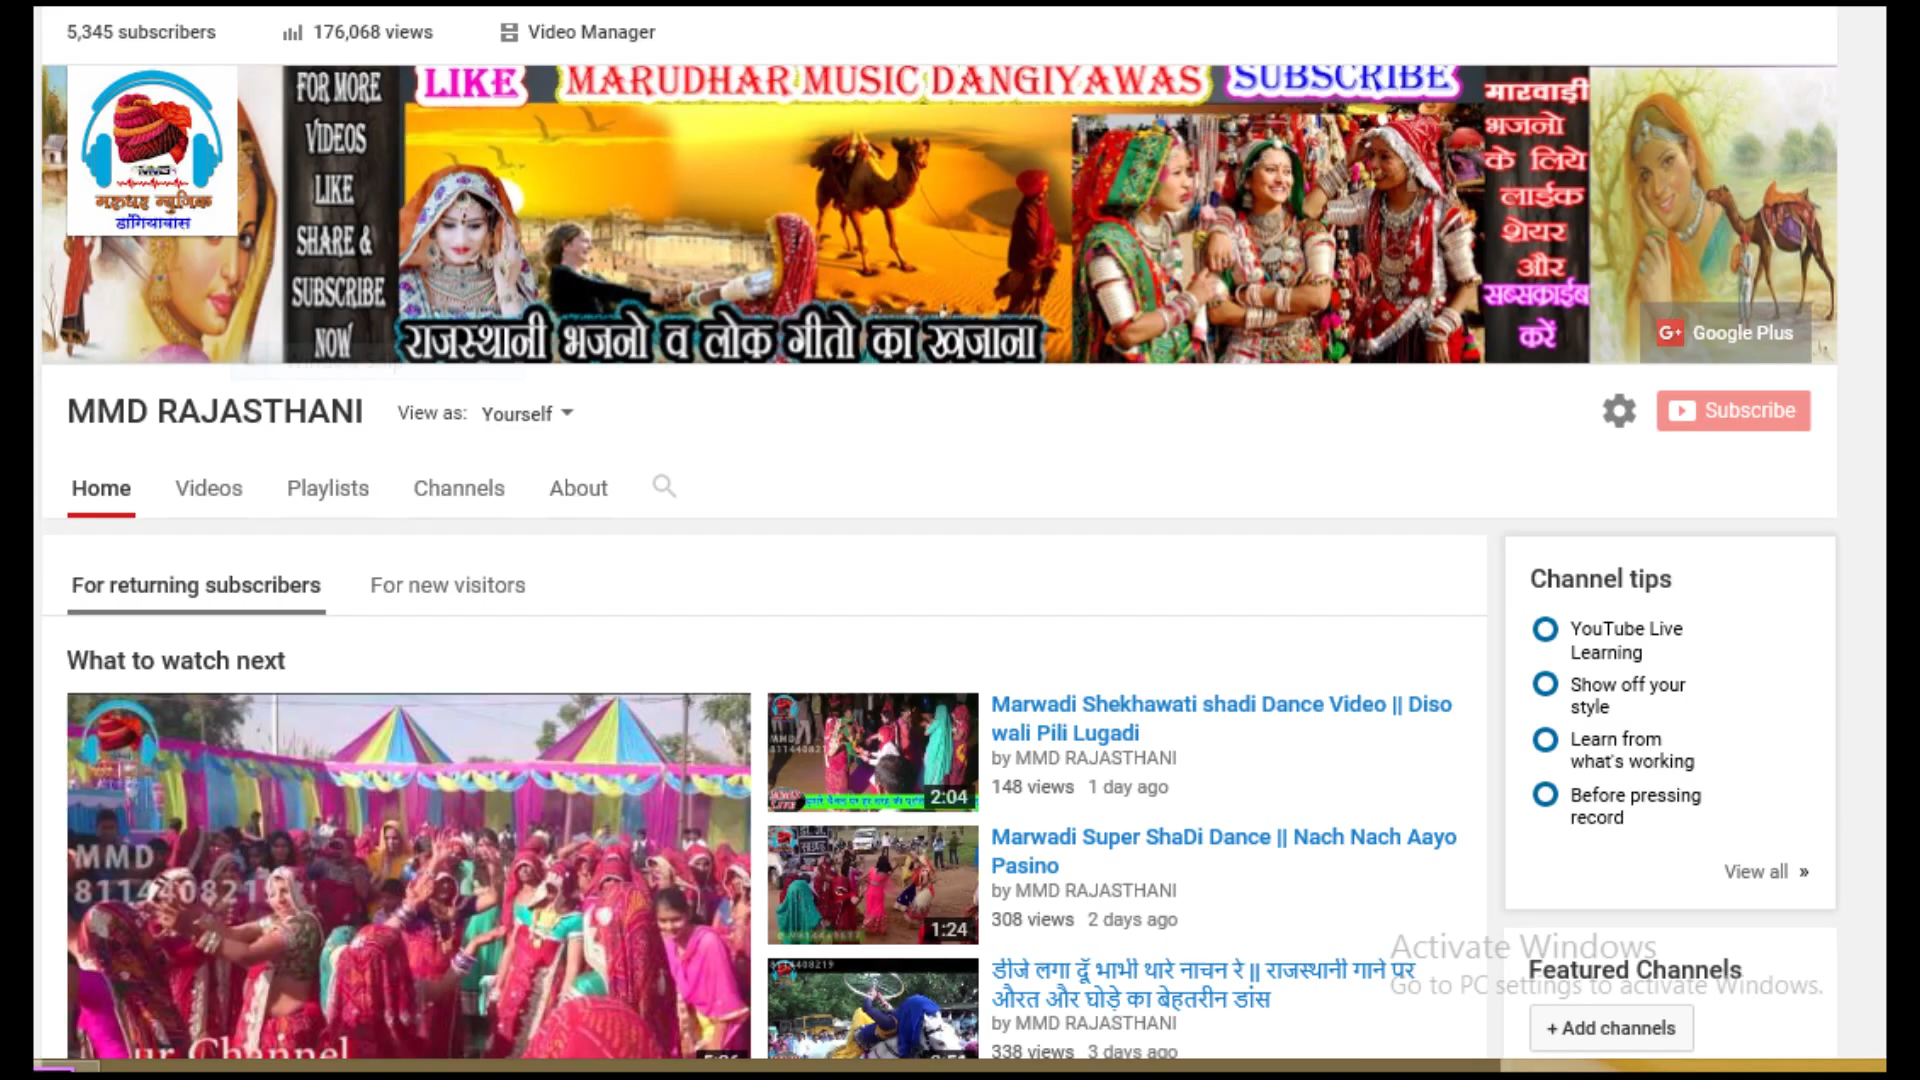 5,345 subscribers
176,068 views
Video Manager
MMD
मरुधर म्यूजिक
डांगियावास
FOR MORE
VIDEOS
LIKE
SHARE &
SUBSCRIBE
NOW
LIKE
MARUDHAR MUSIC DANGIYAWAS
SUBSCRIBE
राजस्थानी भजनो व लोक गीतो का खजाना
मारवाड़ी
भजनो
के लिये
लाईक
शेयर
और
सब्सक्राईब
करें
G+ Google Plus
MMD RAJASTHANI
View as: Yourself
Subscribe
Home
Videos
Playlists
Channels
About
For returning subscribers
For new visitors
What to watch next
MMD
8114408219
ur Channel
Marwadi Shekhawati shadi Dance Video || Diso
wali Pili Lugadi
by MMD RAJASTHANI
148 views 1 day ago
2:04
Marwadi Super ShaDi Dance || Nach Nach Aayo
Pasino
by MMD RAJASTHANI
308 views 2 days ago
1:24
डीजे लगा दूँ भाभी थारे नाचन रे || राजस्थानी गाने पर
औरत और घोड़े का बेहतरीन डांस
by MMD RAJASTHANI
338 views 3 days ago
Channel tips
YouTube Live
Learning
Show off your
style
Learn from
what's working
Before pressing
record
View all »
Activate Windows
Go to PC settings to activate Windows.
Featured Channels
+ Add channels